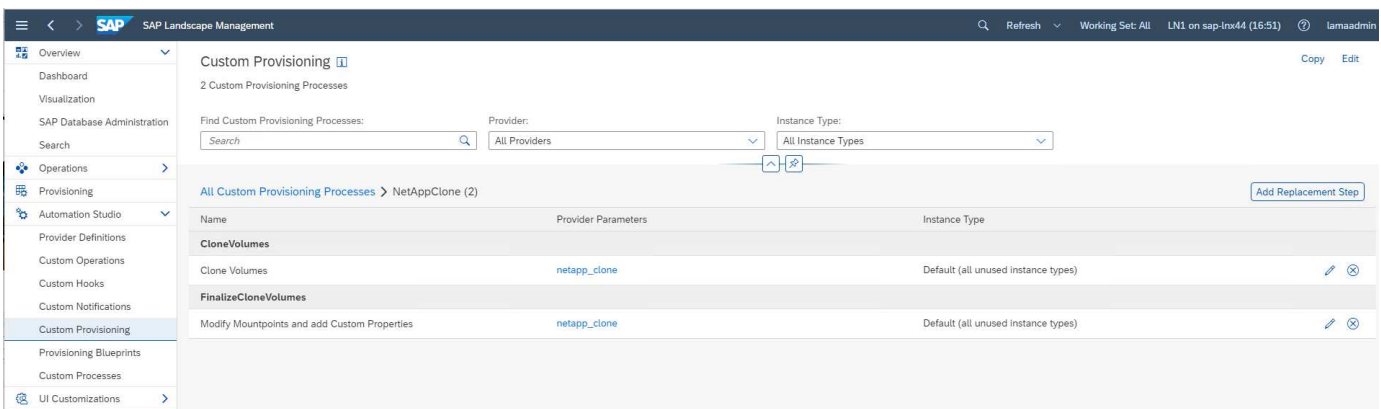 SAP SAP Landscape Management Refresh Working Set: All LN1 on sap-lnx44 (16:51) lamaadmin
Overview
Dashboard
Visualization
SAP Database Administration
Search
Operations
Provisioning
Automation Studio
Provider Definitions
Custom Operations
Custom Hooks
Custom Notifications
Custom Provisioning
Provisioning Blueprints
Custom Processes
UI Customizations
Custom Provisioning
Copy Edit
2 Custom Provisioning Processes
Find Custom Provisioning Processes: Provider: Instance Type:
Search All Providers All Instance Types
All Custom Provisioning Processes > NetAppClone (2) Add Replacement Step
Name Provider Parameters Instance Type
CloneVolumes
Clone Volumes netapp_clone Default (all unused instance types)
FinalizeCloneVolumes
Modify Mountpoints and add Custom Properties netapp_clone Default (all unused instance types)